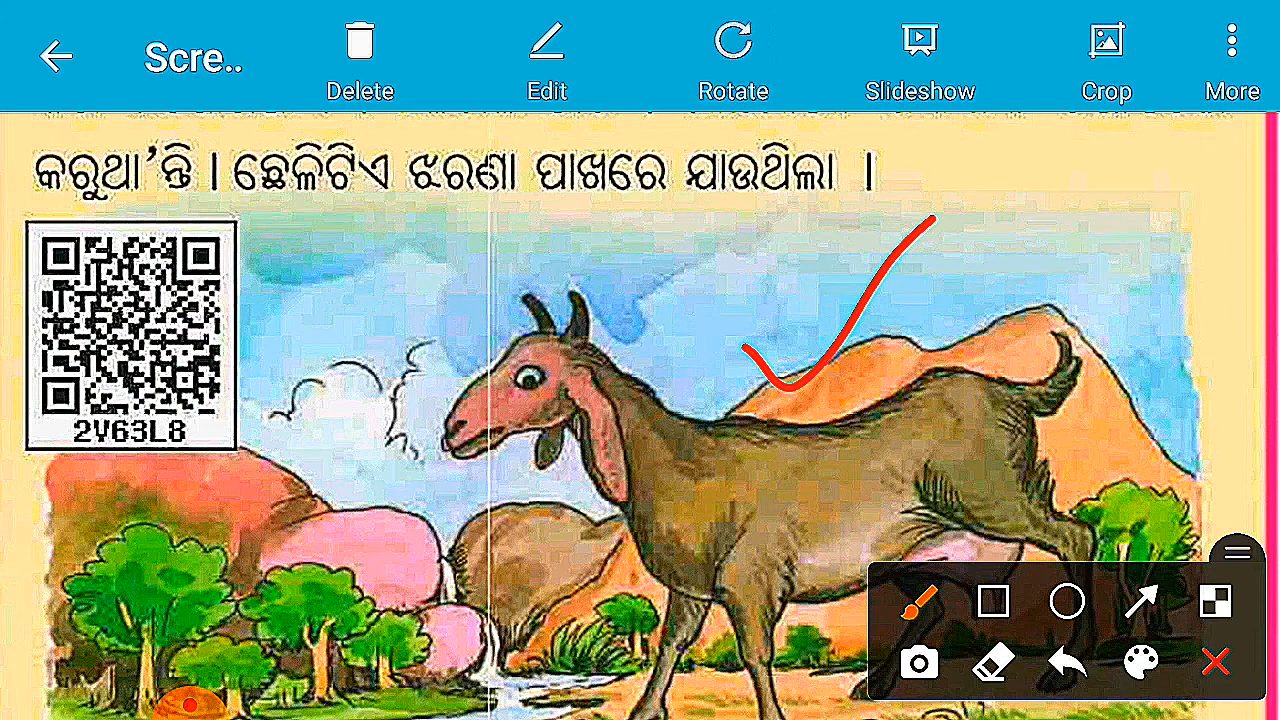 Scre..
Delete
Edit
Rotate
Slideshow
Crop
More
କରୁଥା’ନ୍ତି । ଛେଳିଟିଏ ଝରଣା ପାଖରେ ଯାଉଥିଲା ।
2V63L8